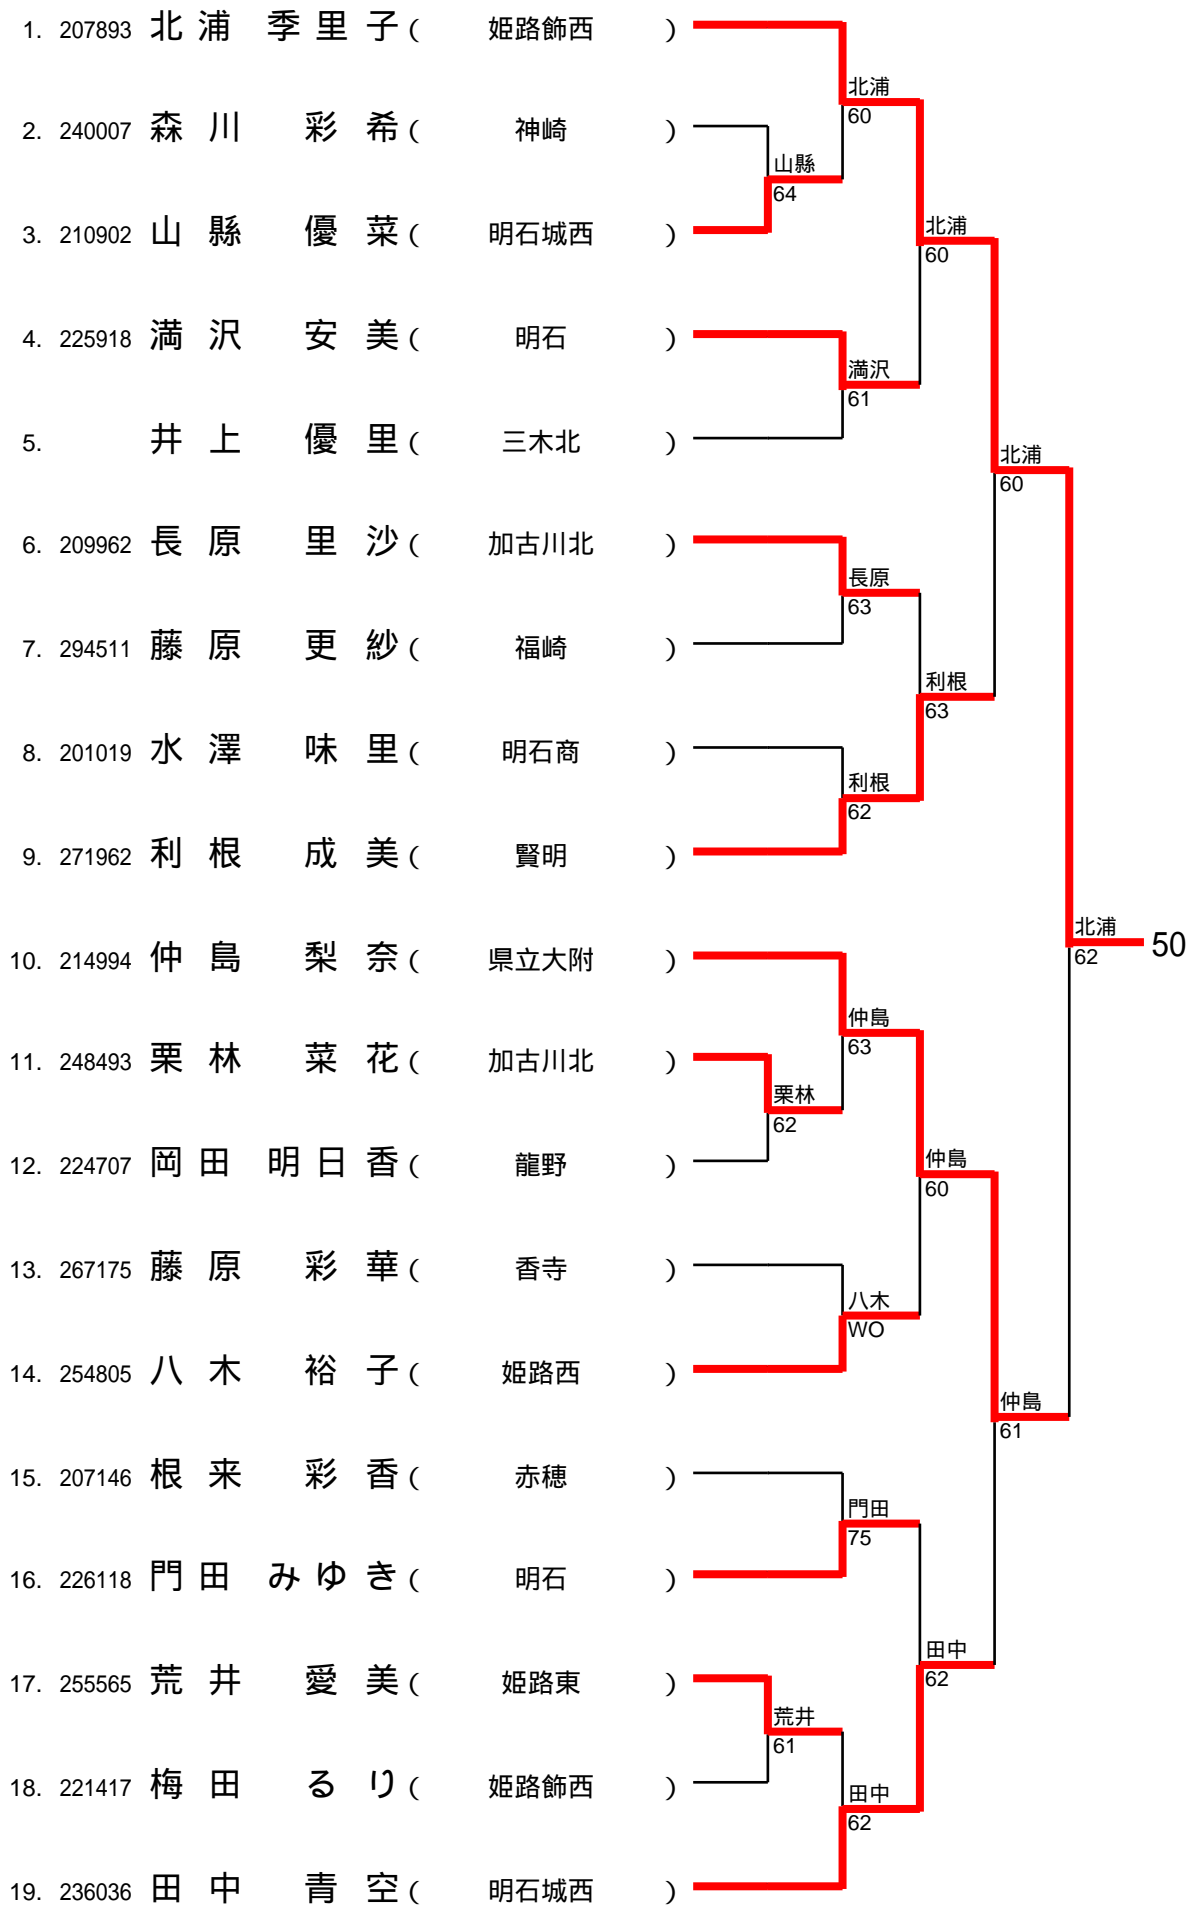 1. 207893 北浦 季里子( 姫路飾西 )
北浦
60
2. 240007 森川 彩希( 神崎 )
山縣
64
3. 210902 山縣 優菜( 明石城西 )
北浦
60
4. 225918 満沢 安美( 明石 )
満沢
61
5. 井上 優里( 三木北 )
北浦
60
6. 209962 長原 里沙( 加古川北 )
長原
63
7. 294511 藤原 更紗( 福崎 )
利根
63
8. 201019 水澤 味里( 明石商 )
利根
62
9. 271962 利根 成美( 賢明 )
北浦
62
50
10. 214994 仲島 梨奈( 県立大附 )
仲島
63
11. 248493 栗林 菜花( 加古川北 )
栗林
62
12. 224707 岡田 明日香( 龍野 )
仲島
60
13. 267175 藤原 彩華( 香寺 )
八木
WO
14. 254805 八木 裕子( 姫路西 )
仲島
61
15. 207146 根来 彩香( 赤穂 )
門田
75
16. 226118 門田 みゆき( 明石 )
田中
62
17. 255565 荒井 愛美( 姫路東 )
荒井
61
18. 221417 梅田 るり( 姫路飾西 )
田中
62
19. 236036 田中 青空( 明石城西 )